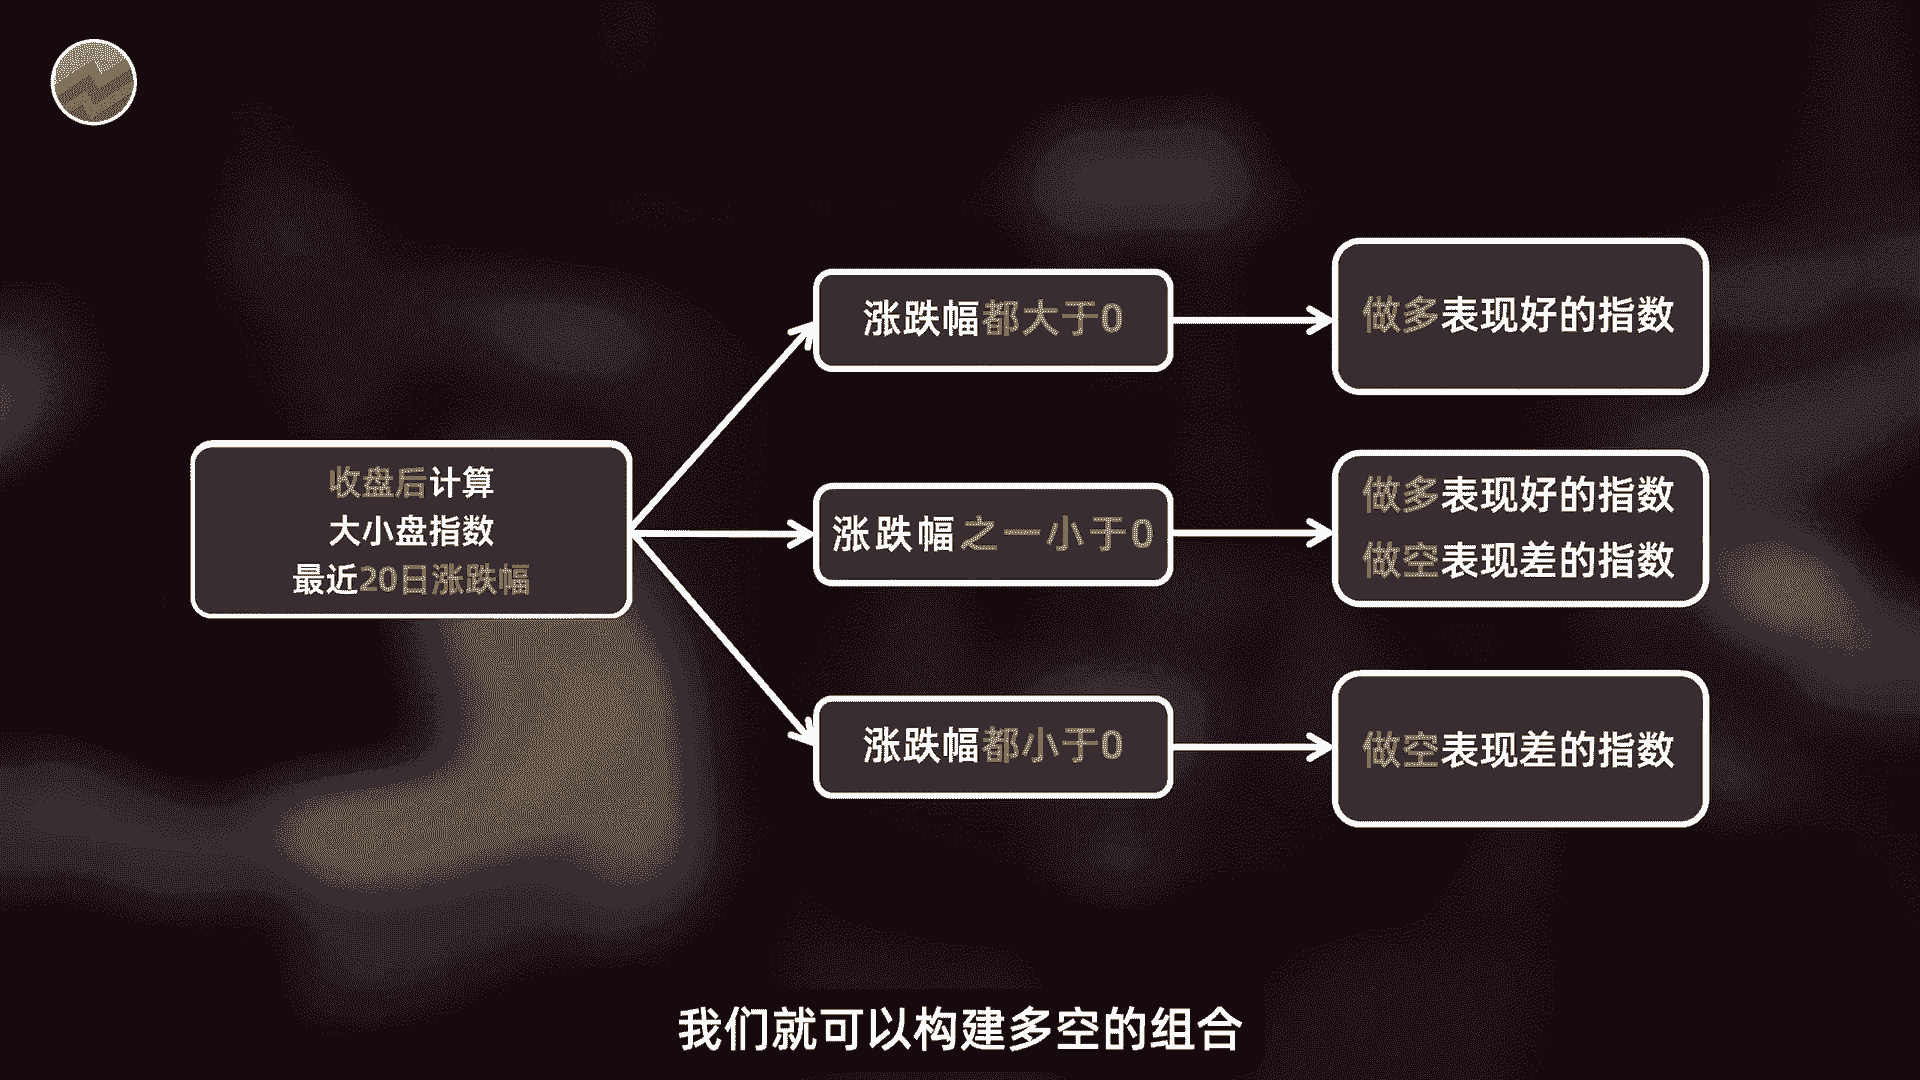 收盘后计算
大小盘指数
最近20日涨跌幅
涨跌幅都大于0
做多表现好的指数
涨跌幅之一小于0
做多表现好的指数
做空表现差的指数
涨跌幅都小于0
做空表现差的指数
我们就可以构建多空的组合